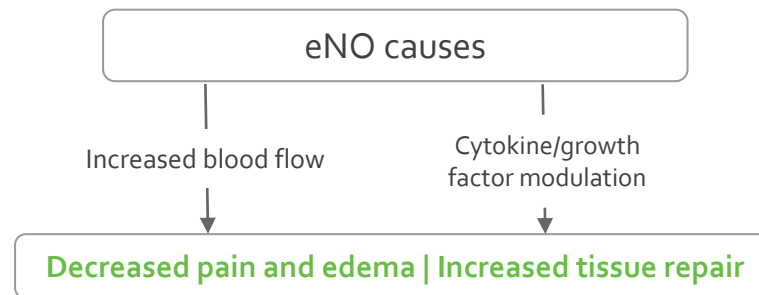 eNO causes
Increased blood flow
Cytokine/growth
factor modulation
Decreased pain and edema | Increased tissue repair